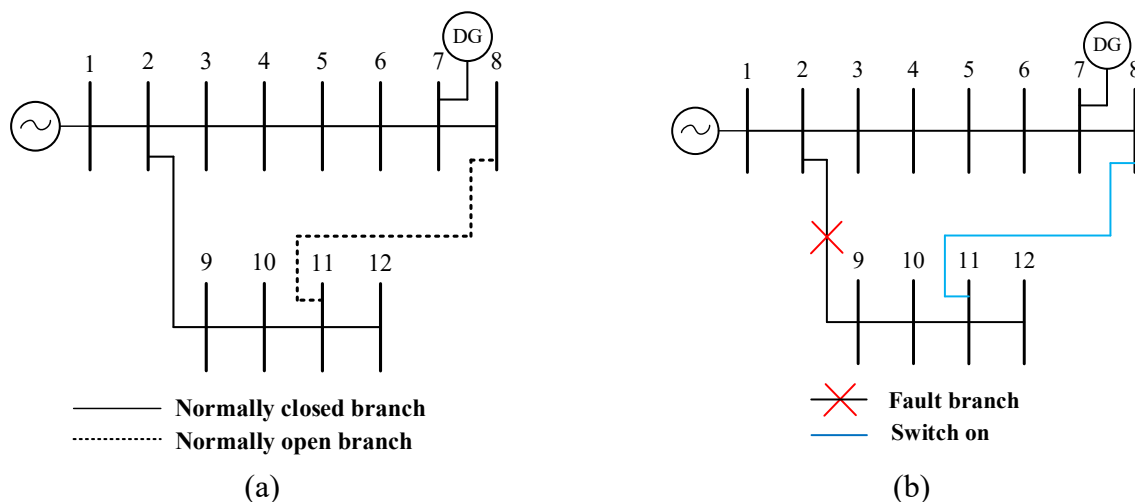 DG
1 2 3 4 5 6 7 8
9 10 11 12
Normally closed branch
Normally open branch
(a)
DG
1 2 3 4 5 6 7 8
9 10 11 12
Fault branch
Switch on
(b)